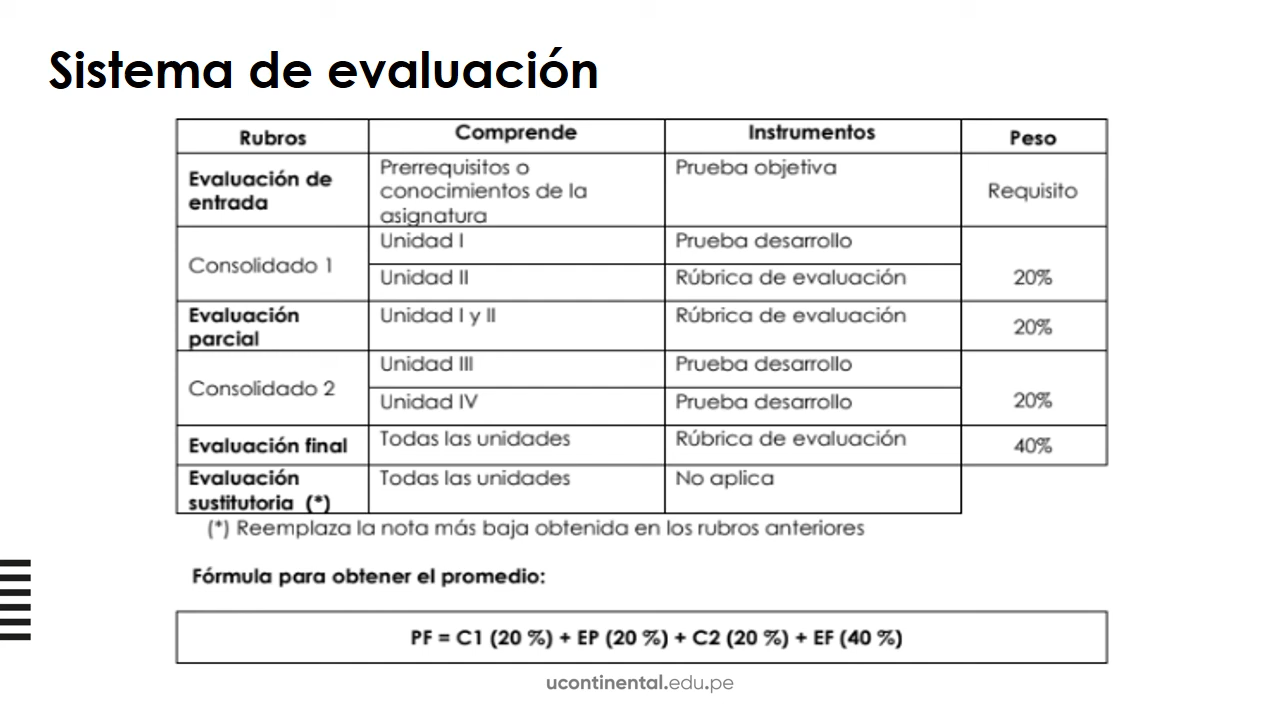 Sistema de evaluación
Rubros
Comprende
Instrumentos
Peso
Evaluación de
entrada
Prerrequisitos o
conocimientos de la
asignatura
Prueba objetiva
Requisito
Consolidado 1
Unidad I
Prueba desarrollo
Unidad II
Rúbrica de evaluación
20%
Evaluación
parcial
Unidad I y II
Rúbrica de evaluación
20%
Consolidado 2
Unidad III
Prueba desarrollo
Unidad IV
Prueba desarrollo
20%
Evaluación final
Todas las unidades
Rúbrica de evaluación
40%
Evaluación
sustitutoria (*)
Todas las unidades
No aplica
(*) Reemplaza la nota más baja obtenida en los rubros anteriores
Fórmula para obtener el promedio:
PF = C1 (20 %) + EP (20 %) + C2 (20 %) + EF (40 %)
ucontinental.edu.pe